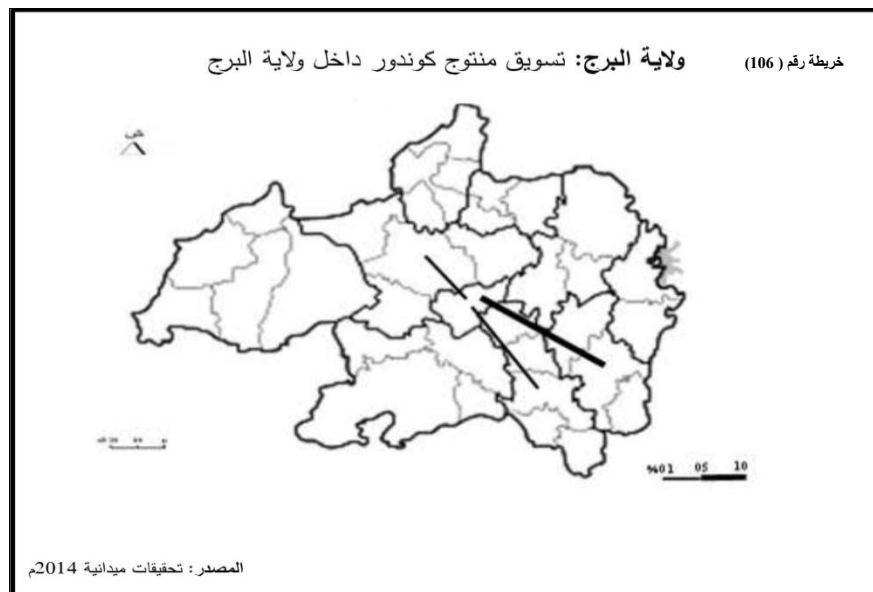 خريطة رقم ( 106) ولاية البرج: تسويق منتوج كوندور داخل ولاية البرج
%01 05 10
المصدر: تحقيقات ميدانية 2014م